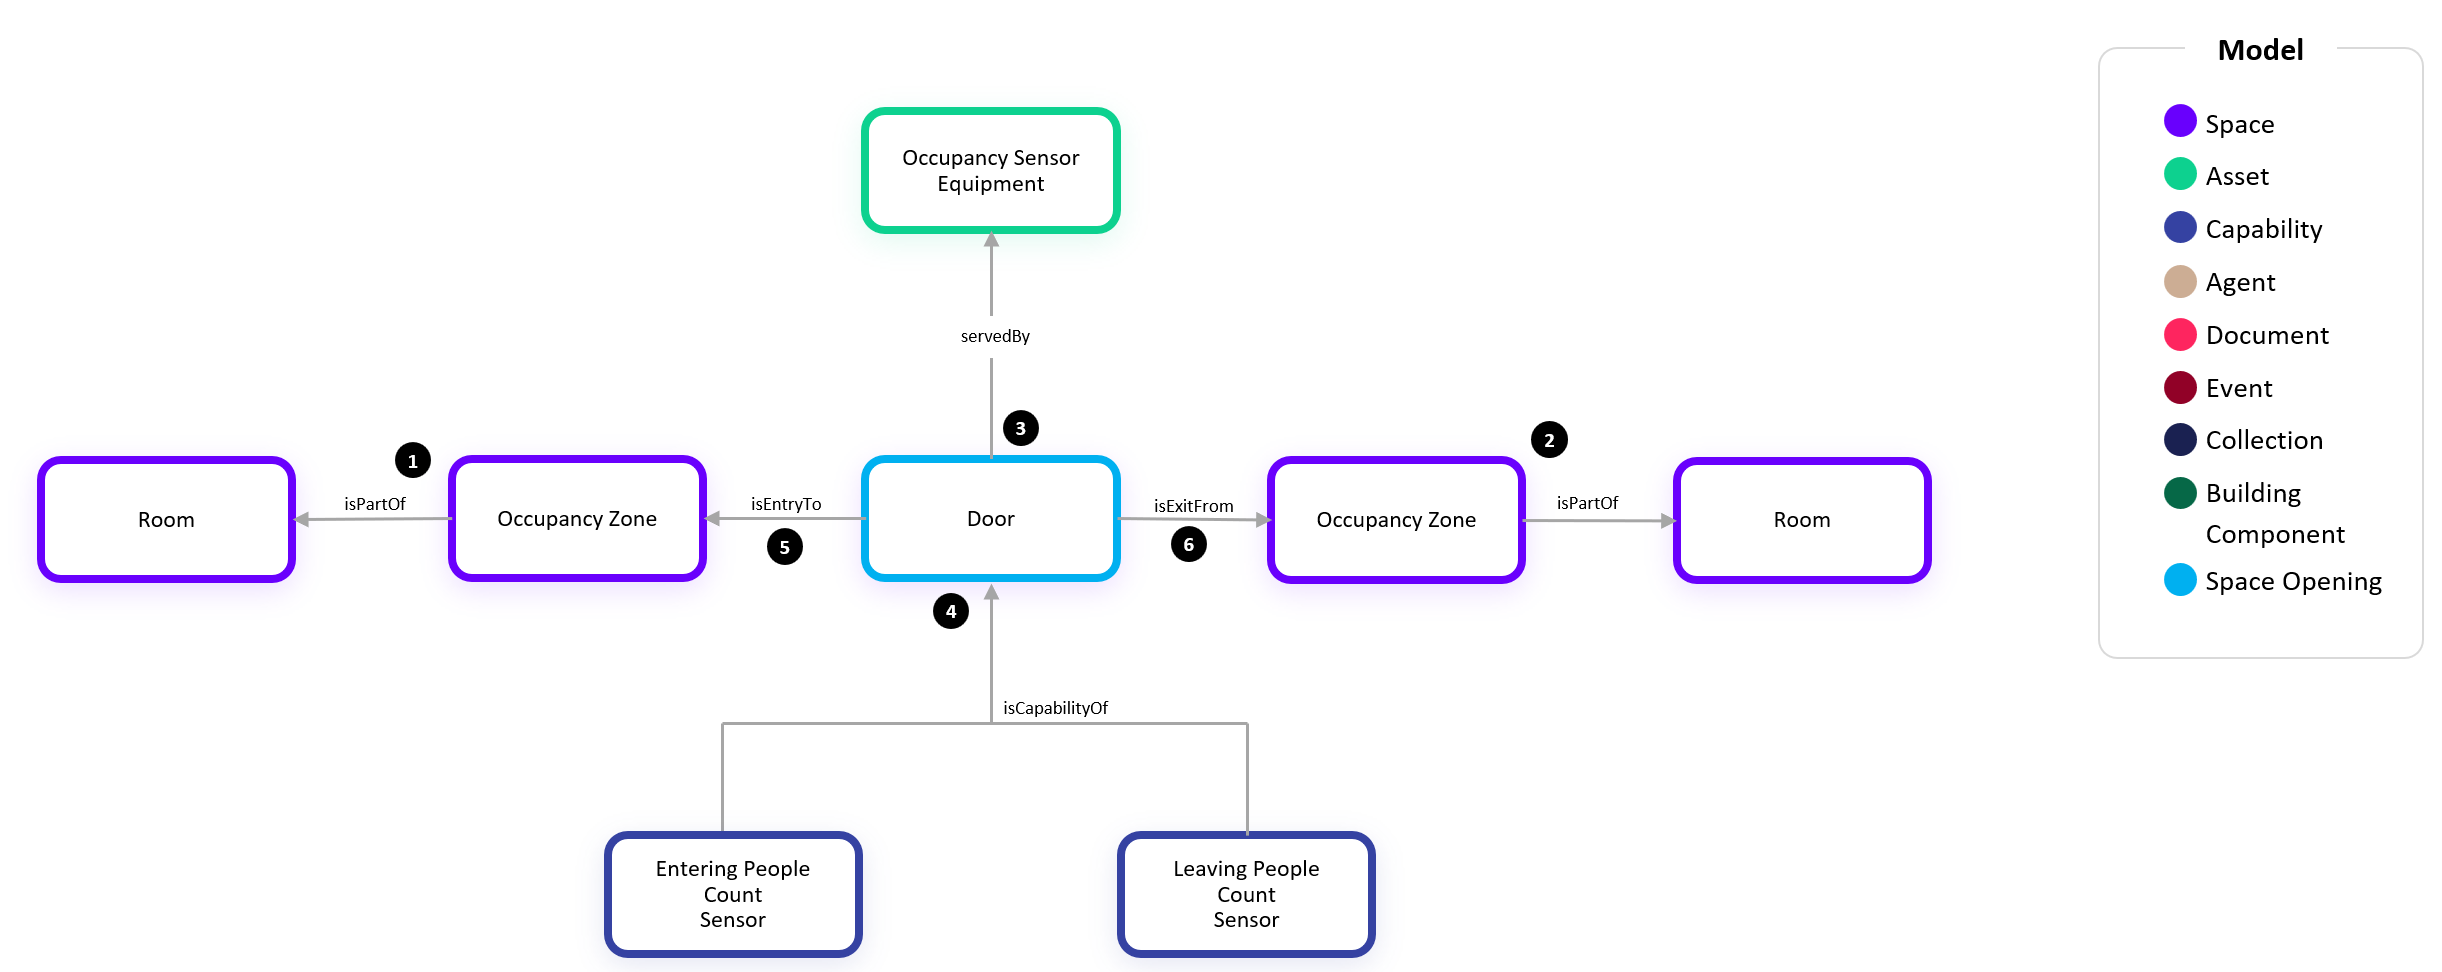 Model
Space
Asset
Capability
Agent
Document
Event
Collection
Building
Component
Space Opening
Occupancy Sensor
Equipment
servedBy
3
1
2
Room
isPartOf
Occupancy Zone
isEntryTo
5
Door
isExitFrom
6
Occupancy Zone
isPartOf
Room
4
isCapabilityOf
Entering People
Count
Sensor
Leaving People
Count
Sensor